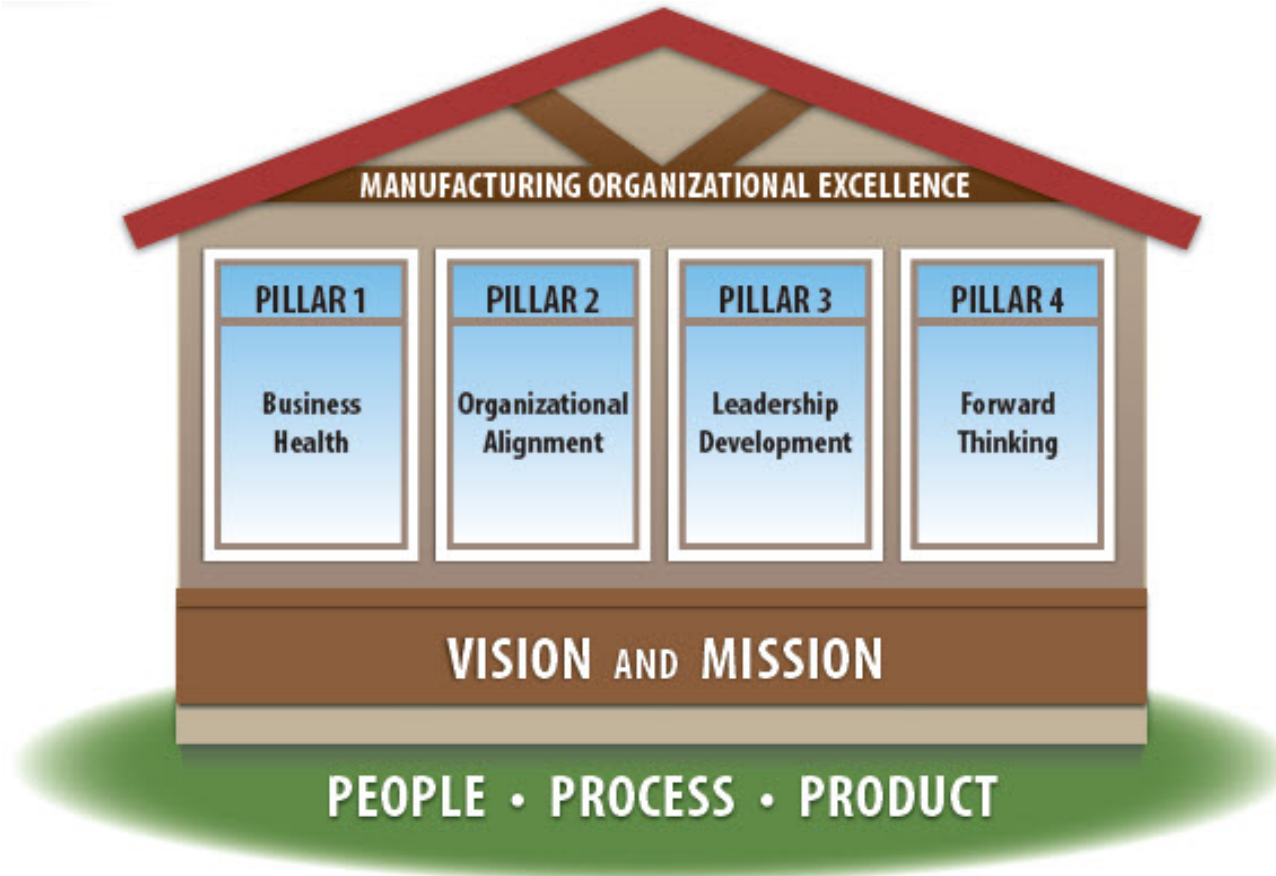 MANUFACTURING ORGANIZATIONAL EXCELLENCE
PILLAR 1
Business
Health
PILLAR 2
Organizational
Alignment
PILLAR 3
Leadership
Development
PILLAR 4
Forward
Thinking
VISION AND MISSION
PEOPLE • PROCESS • PRODUCT